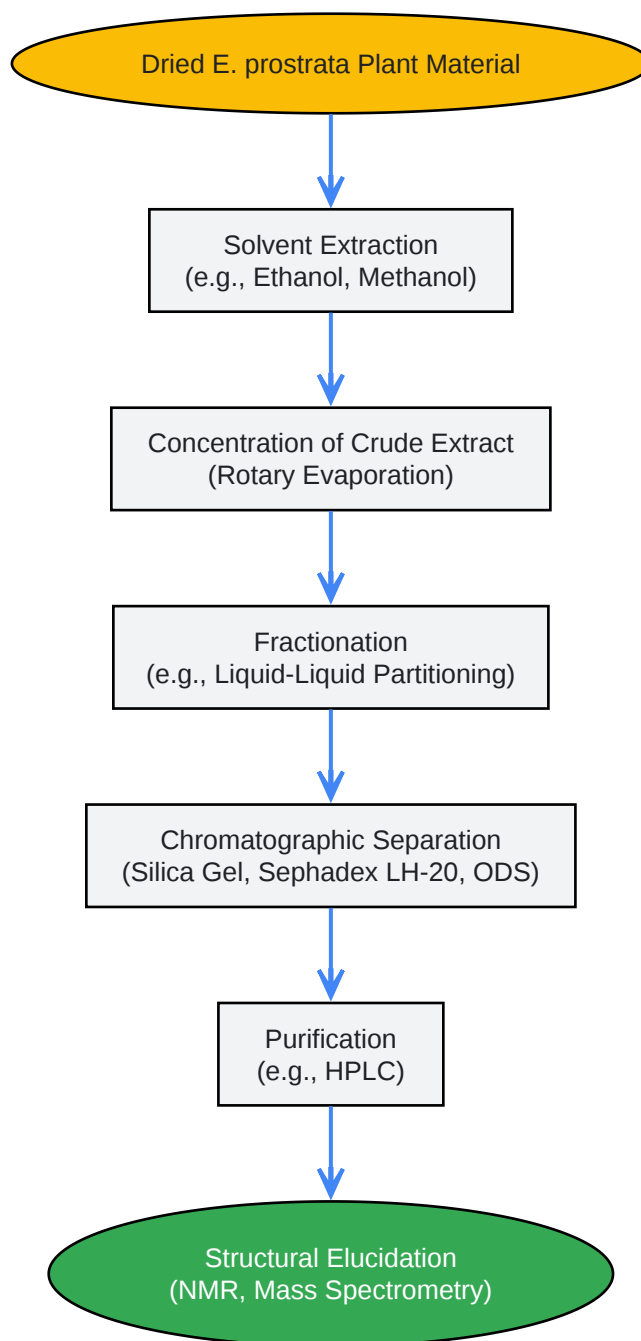 Dried E. prostrata Plant Material
Solvent Extraction
(e.g., Ethanol, Methanol)
Concentration of Crude Extract
(Rotary Evaporation)
Fractionation
(e.g., Liquid-Liquid Partitioning)
Chromatographic Separation
(Silica Gel, Sephadex LH-20, ODS)
Purification
(e.g., HPLC)
Structural Elucidation
(NMR, Mass Spectrometry)